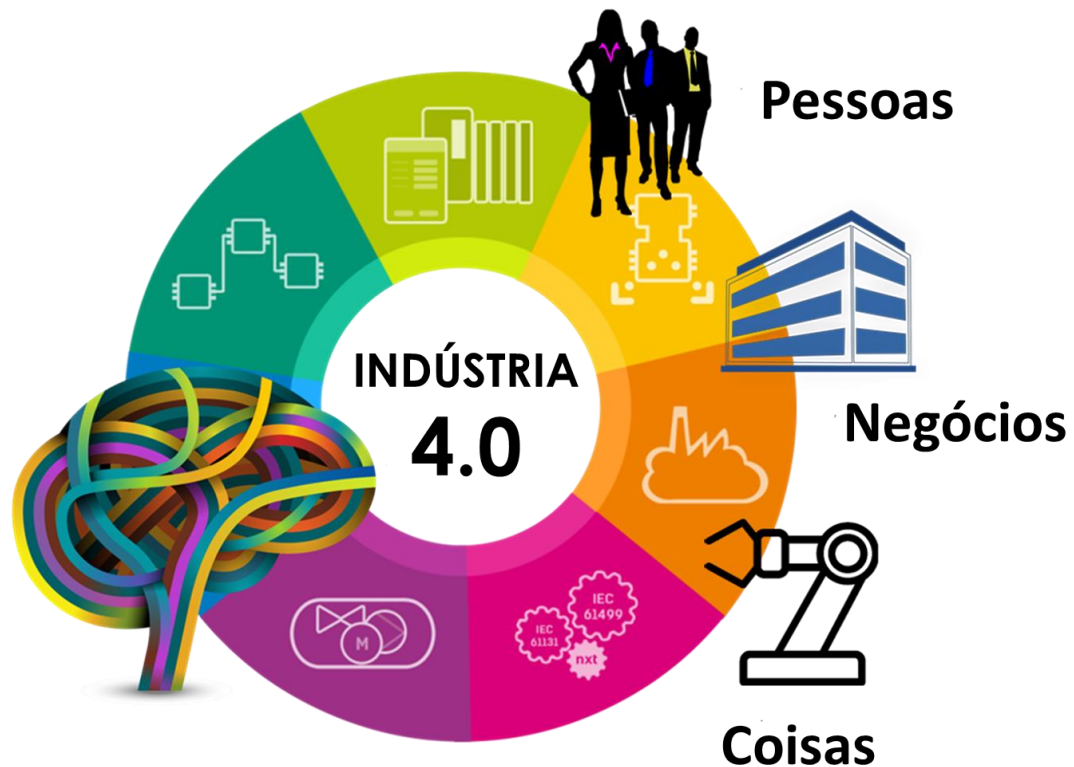 Pessoas
INDÚSTRIA
4.0
Negócios
IEC
61499
IEC
61131
nxt
M
Coisas